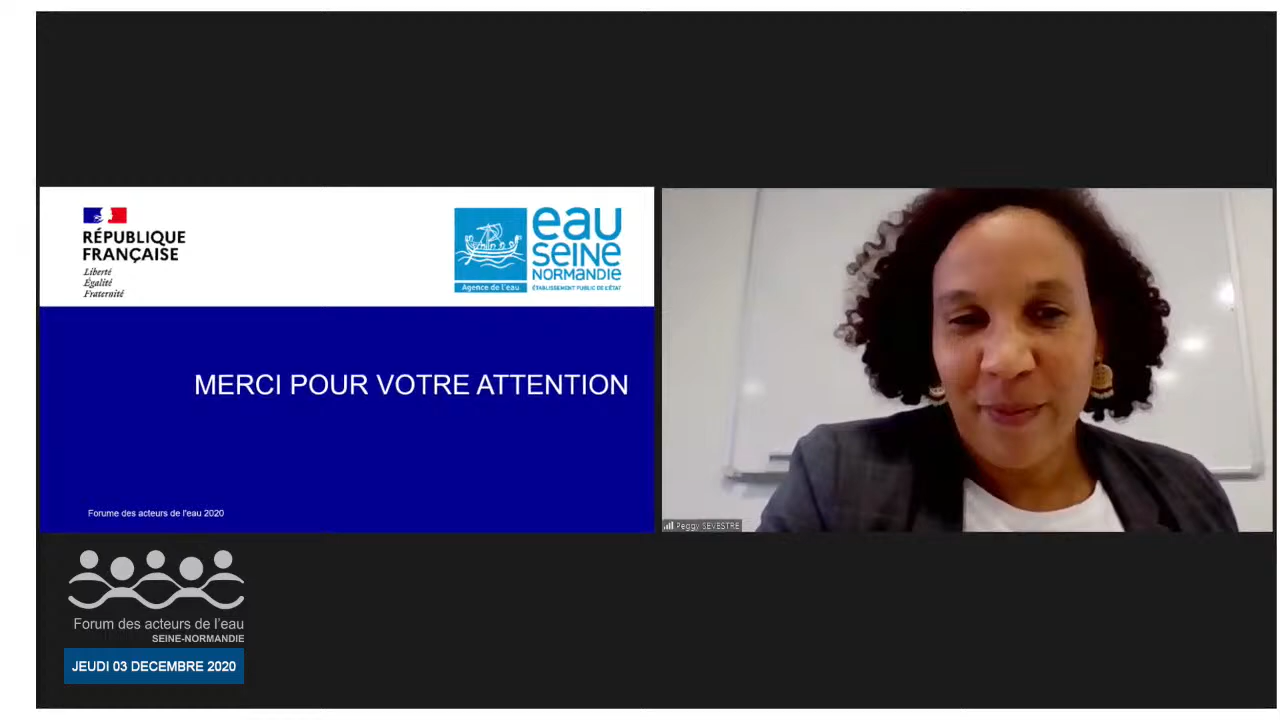 RÉPUBLIQUE
FRANÇAISE
Liberté
Égalité
Fraternité
eau
SEINE
NORMANDIE
Agence de l'eau
ÉTABLISSEMENT PUBLIC DE L'ÉTAT
MERCI POUR VOTRE ATTENTION
Forume des acteurs de l'eau 2020
Peggy SEVESTRE
Forum des acteurs de l'eau
SEINE-NORMANDIE
JEUDI 03 DECEMBRE 2020